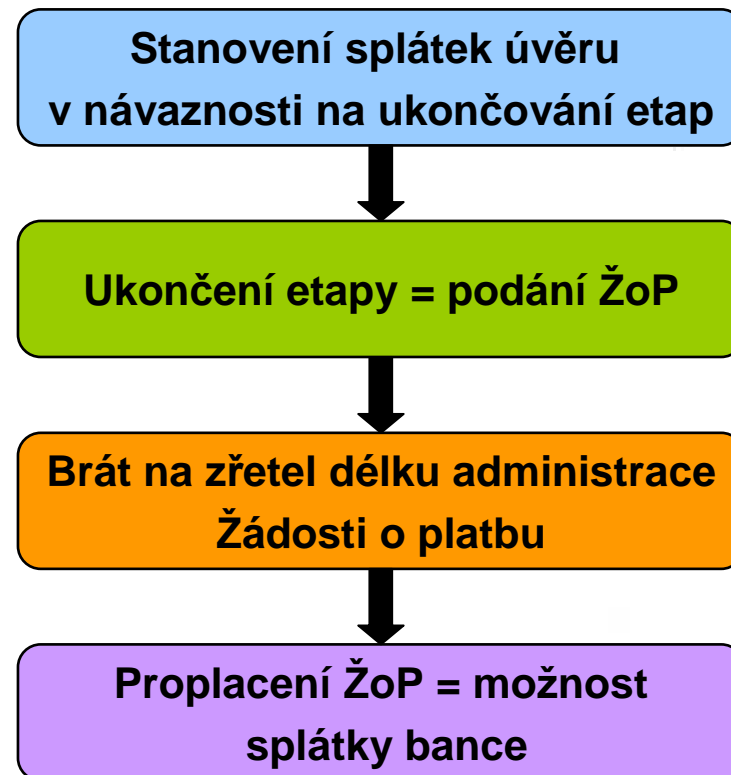 Stanovení splátek úvěru
v návaznosti na ukončování etap
Ukončení etapy = podání ŽoP
Brát na zřetel délku administrace
Žádosti o platbu
Proplacení ŽoP = možnost
splátky bance